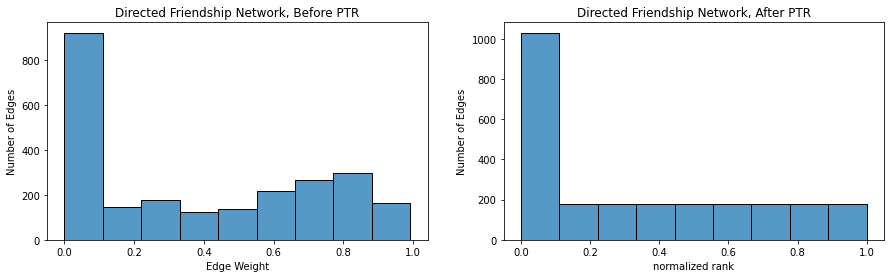 Directed Friendship Network, Before PTR
Number of Edges
800
600
400
200
0
0.0 0.2 0.4 0.6 0.8 1.0
Edge Weight
Directed Friendship Network, After PTR
Number of Edges
1000
800
600
400
200
0
0.0 0.2 0.4 0.6 0.8 1.0
normalized rank